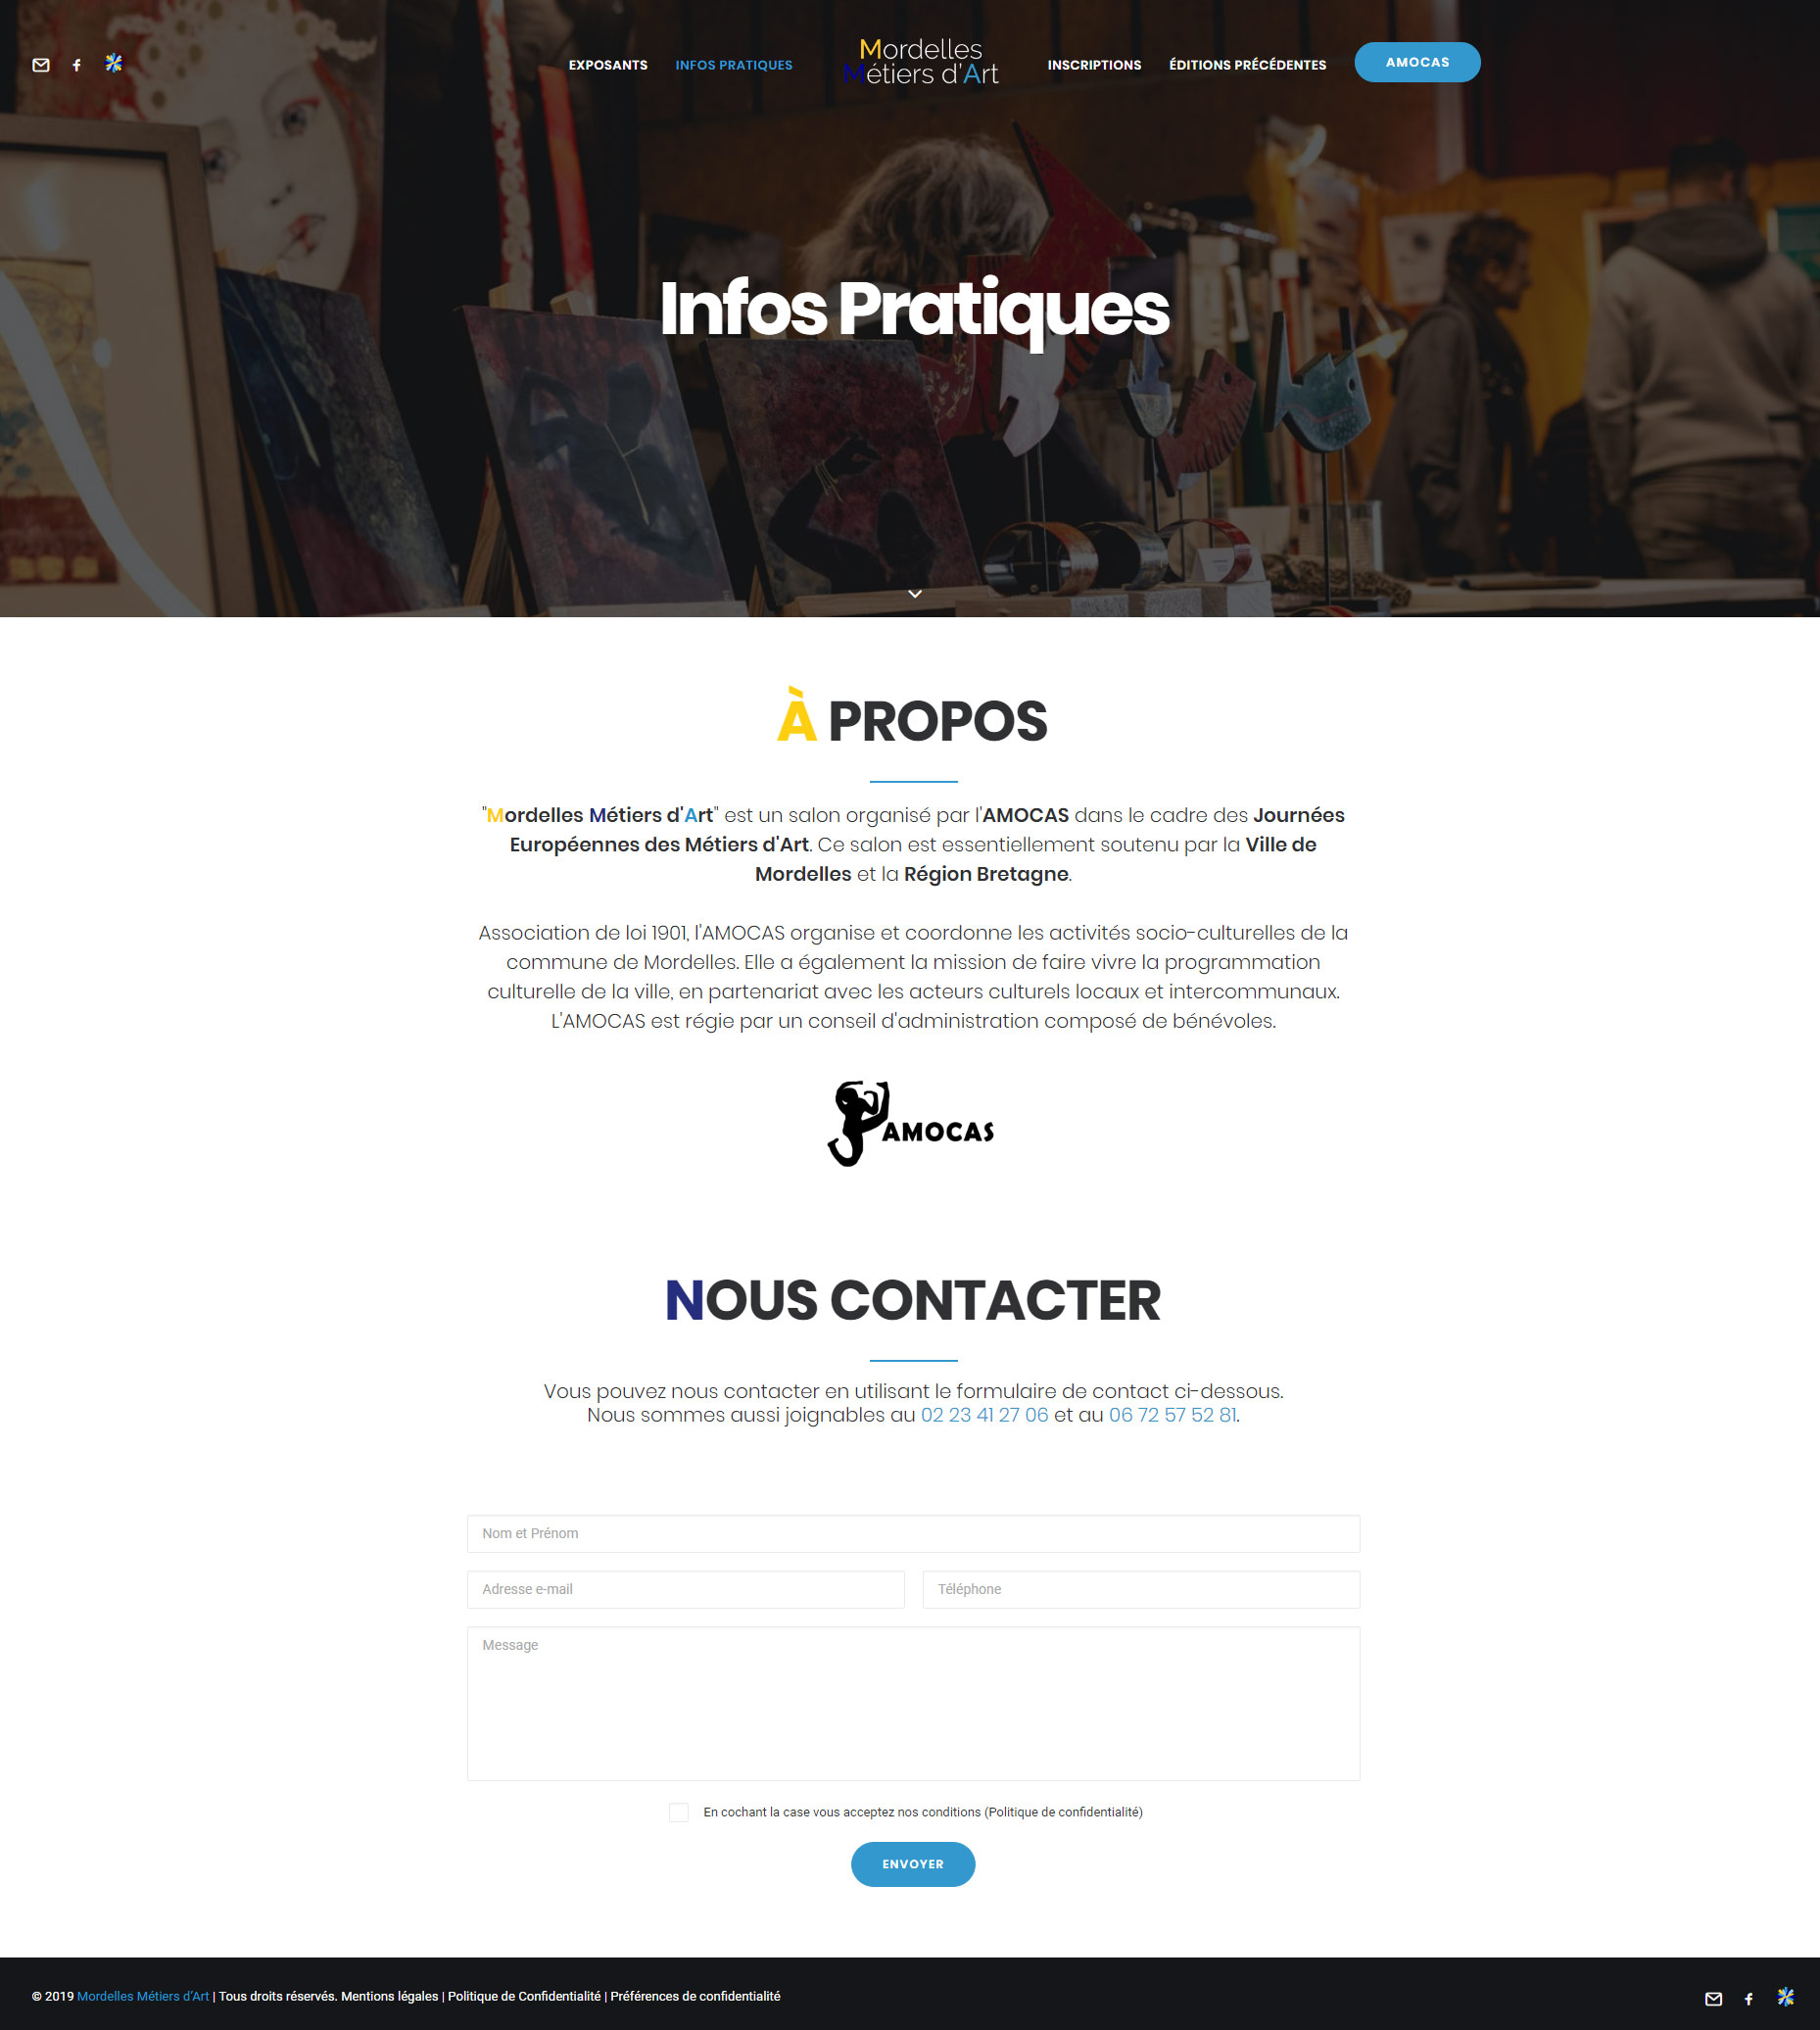 EXPOSANTS INFOS PRATIQUES Mordelles Métiers d'Art INSCRIPTIONS ÉDITIONS PRÉCÉDENTES AMOCAS
Infos Pratiques
À PROPOS
"Mordelles Métiers d'Art" est un salon organisé par l'AMOCAS dans le cadre des Journées
Européennes des Métiers d'Art. Ce salon est essentiellement soutenu par la Ville de
Mordelles et la Région Bretagne.
Association de loi 1901, l'AMOCAS organise et coordonne les activités socio-culturelles de la
commune de Mordelles. Elle a également la mission de faire vivre la programmation
culturelle de la ville, en partenariat avec les acteurs culturels locaux et intercommunaux.
L'AMOCAS est régie par un conseil d'administration composé de bénévoles.
AMOCAS
NOUS CONTACTER
Vous pouvez nous contacter en utilisant le formulaire de contact ci-dessous.
Nous sommes aussi joignables au 02 23 41 27 06 et au 06 72 57 52 81.
Nom et Prénom
Adresse e-mail Téléphone
Message
En cochant la case vous acceptez nos conditions (Politique de confidentialité)
ENVOYER
© 2019 Mordelles Métiers d'Art | Tous droits réservés. Mentions légales | Politique de Confidentialité | Préférences de confidentialité